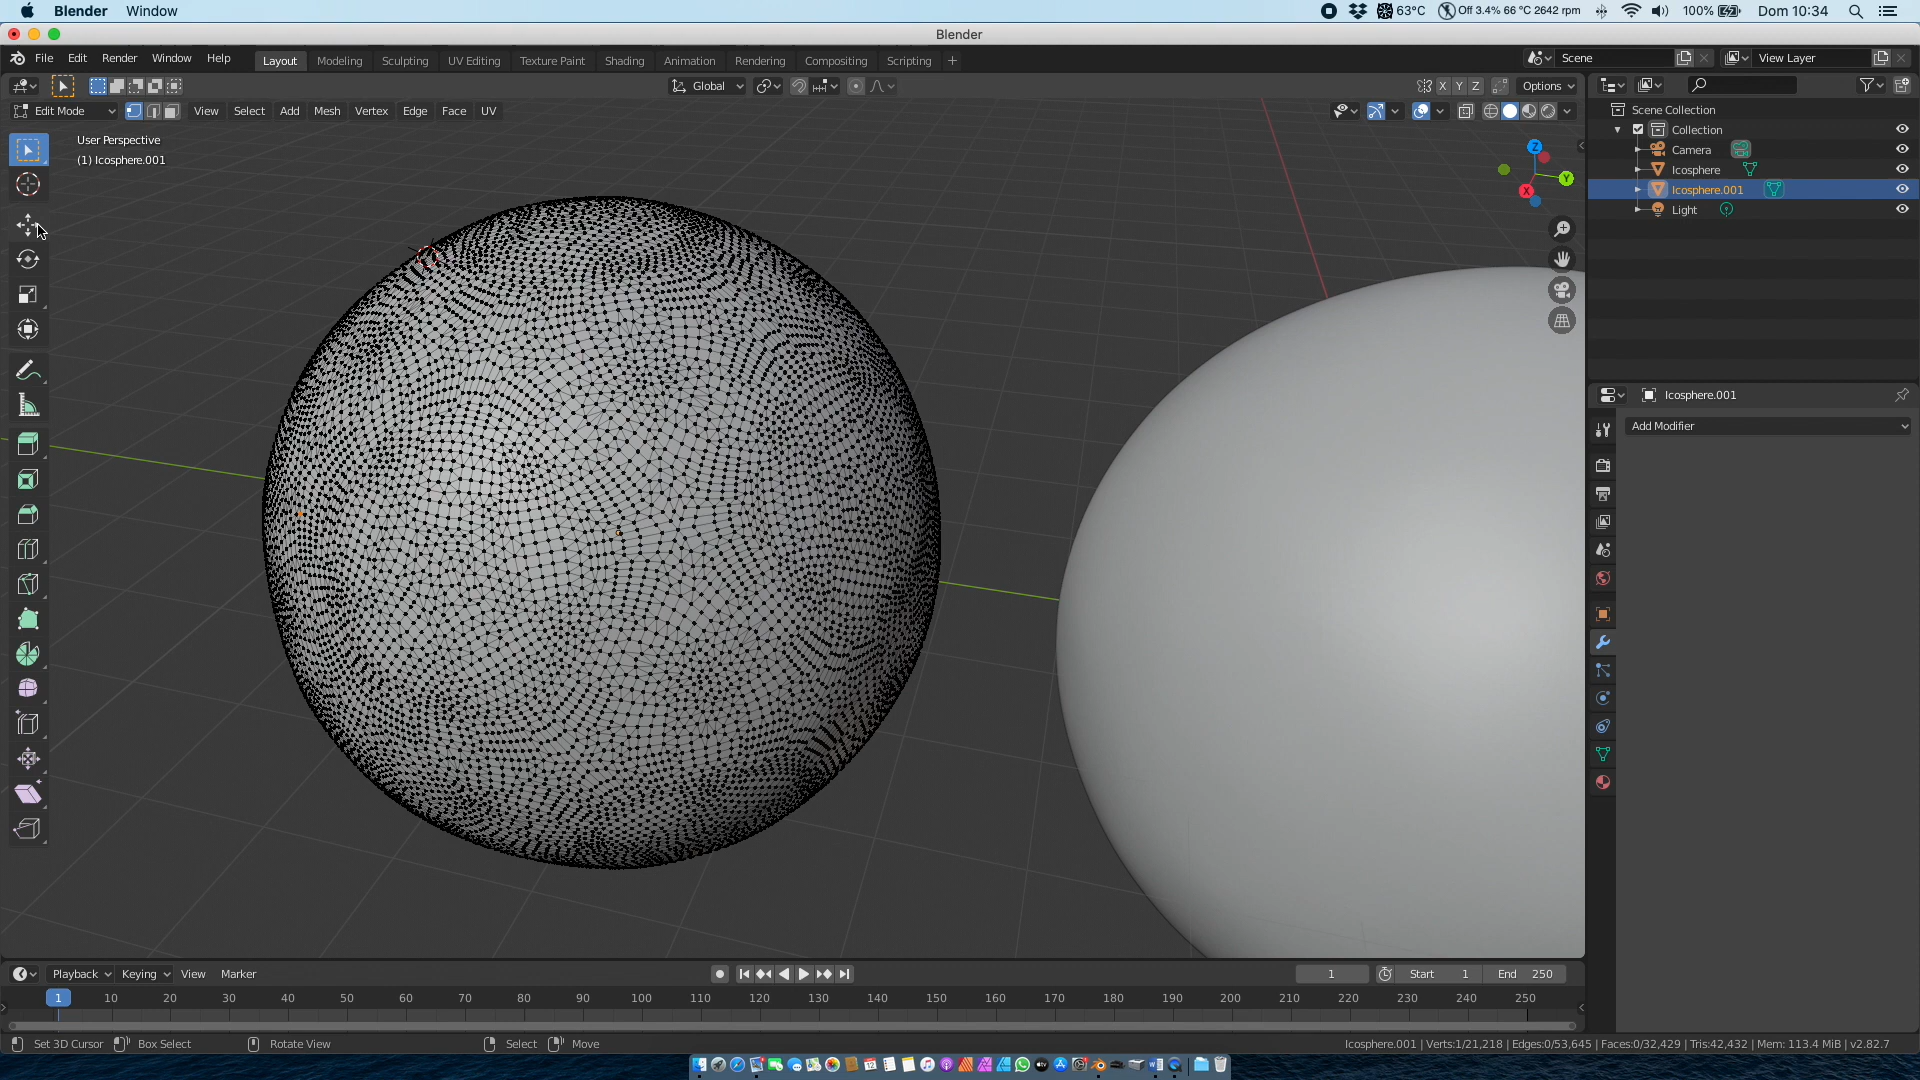 Blender Window 63°C Off 3.4% 66 °C 2642 rpm 100% Dom 10:34
Blender
File Edit Render Window Help Layout Modeling Sculpting UV Editing Texture Paint Shading Animation Rendering Compositing Scripting + Scene View Layer
Global X Y Z Options
Edit Mode View Select Add Mesh Vertex Edge Face UV
User Perspective
(1) Icosphere.001
Z
Y
X
Scene Collection
Collection
Camera
Icosphere
Icosphere.001
Light
Icosphere.001
Add Modifier
Playback Keying View Marker 1 Start 1 End 250
1 10 20 30 40 50 60 70 80 90 100 110 120 130 140 150 160 170 180 190 200 210 220 230 240 250
Set 3D Cursor Box Select Rotate View Select Move Icosphere.001 | Verts:1/21,218 | Edges:0/53,645 | Faces:0/32,429 | Tris:42,432 | Mem: 113.4 MiB | v2.82.7